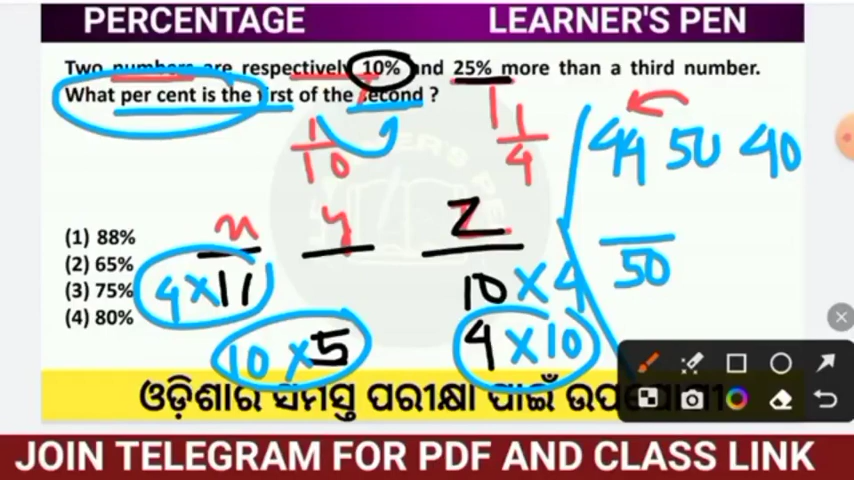 PERCENTAGE LEARNER'S PEN
Two numbers are respectively 10% and 25% more than a third number.
What per cent is the first of the second ?
1/10 1 1/4 44 50 40
x y z
(1) 88%
(2) 65%
(3) 75%
(4) 80%
4 × 11 10 × 4 50
10 × 5 4 × 10
ଓଡ଼ିଶାର ସମସ୍ତ ପରୀକ୍ଷା ପାଇଁ ଉପଯୋଗୀ
JOIN TELEGRAM FOR PDF AND CLASS LINK